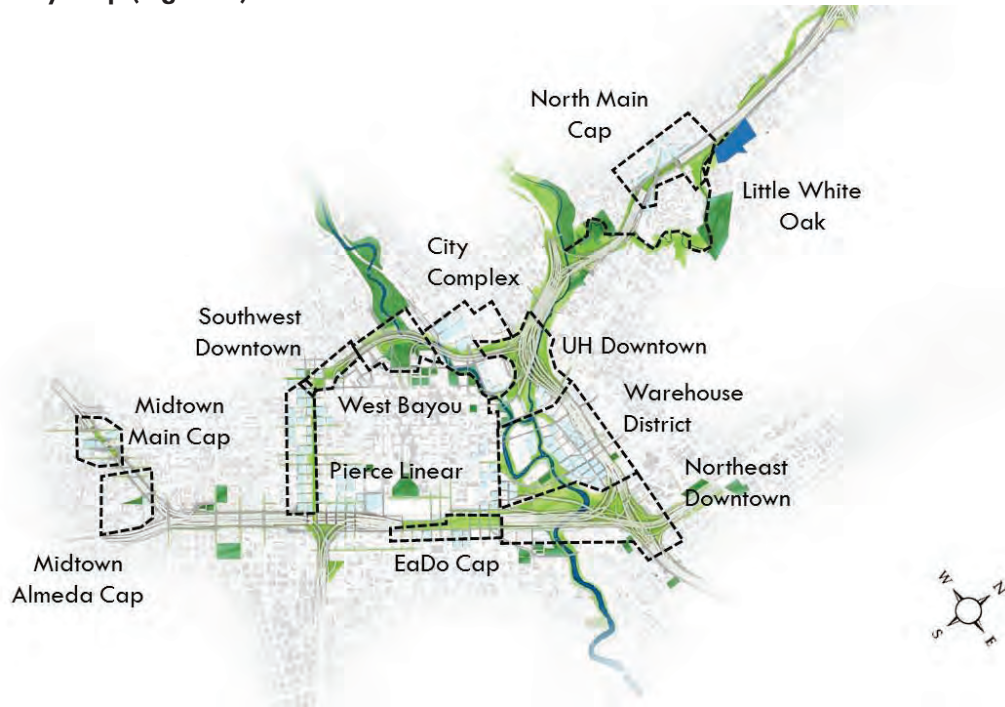 North Main
Cap
Little White
Oak
City
Complex
Southwest
Downtown
UH Downtown
West Bayou
Warehouse
District
Midtown
Main Cap
Pierce Linear
Northeast
Downtown
EaDo Cap
Midtown
Almeda Cap
W
N
S
E